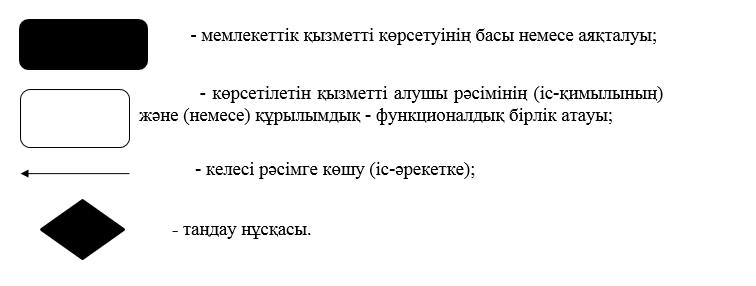 - мемлекеттік қызметті көрсетуінің басы немесе аяқталуы;
- көрсетілетін қызметті алушы рәсімінің (іс-қимылының)
және (немесе) құрылымдық - функционалдық бірлік атауы;
- келесі рәсімге көшу (іс-әрекетке);
- тандау нұсқасы.